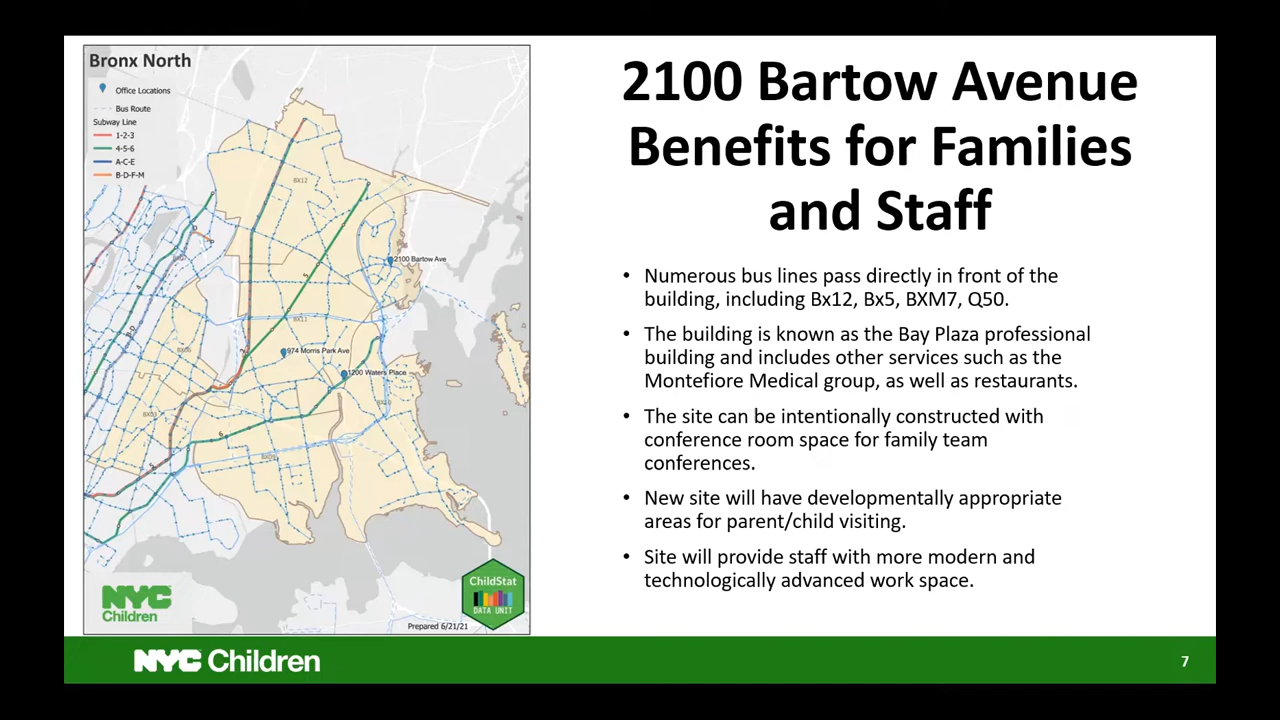 Bronx North
Office Locations
Bus Route
Subway Line
1-2-3
4-5-6
A-C-E
B-D-F-M
BX12
2100 Bartow Ave
BX11
974 Morris Park Ave
1200 Waters Place
BX10
BX09
NYC
Children
ChildStat
DATA UNIT
Prepared 6/21/21
2100 Bartow Avenue
Benefits for Families
and Staff
• Numerous bus lines pass directly in front of the
building, including Bx12, Bx5, BXM7, Q50.
• The building is known as the Bay Plaza professional
building and includes other services such as the
Montefiore Medical group, as well as restaurants.
• The site can be intentionally constructed with
conference room space for family team
conferences.
• New site will have developmentally appropriate
areas for parent/child visiting.
• Site will provide staff with more modern and
technologically advanced work space.
NYC Children
7